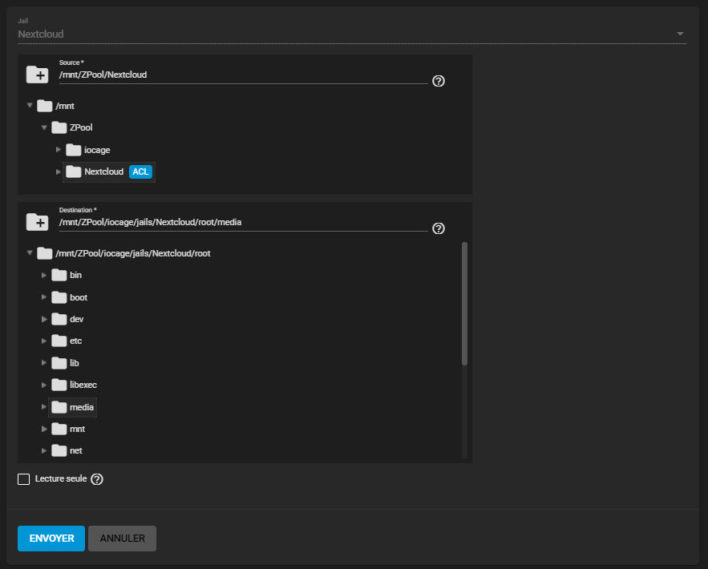 Jail
Nextcloud
Source *
/mnt/ZPool/Nextcloud
/mnt
ZPool
iocage
Nextcloud ACL
Destination *
/mnt/ZPool/iocage/jails/Nextcloud/root/media
/mnt/ZPool/iocage/jails/Nextcloud/root
bin
boot
dev
etc
lib
libexec
media
mnt
net
Lecture seule
ENVOYER ANNULER